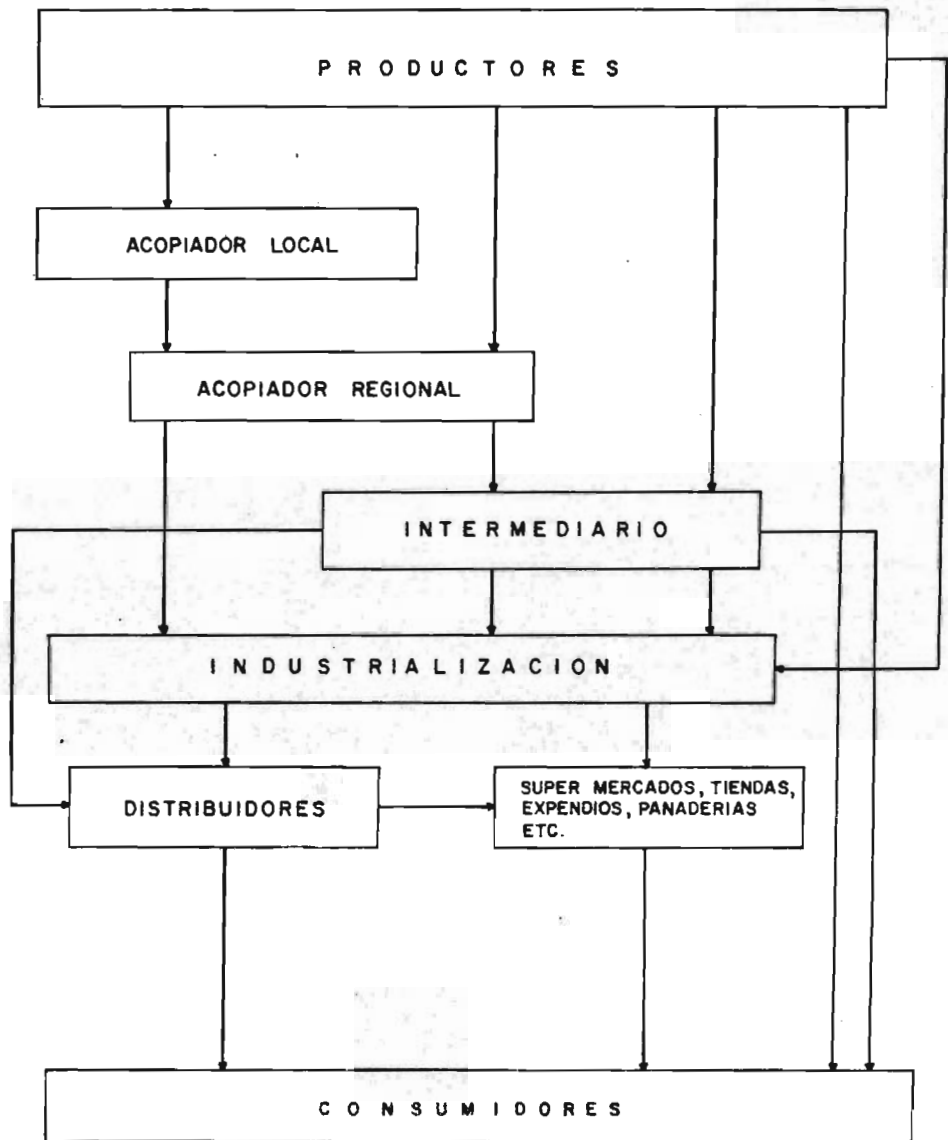 PRODUCTORES
ACOPIADOR LOCAL
ACOPIADOR REGIONAL
INTERMEDIARIO
INDUSTRIALIZACION
DISTRIBUIDORES
SUPER MERCADOS, TIENDAS,
EXPENDIOS, PANADERIAS
ETC.
CONSUMIDORES